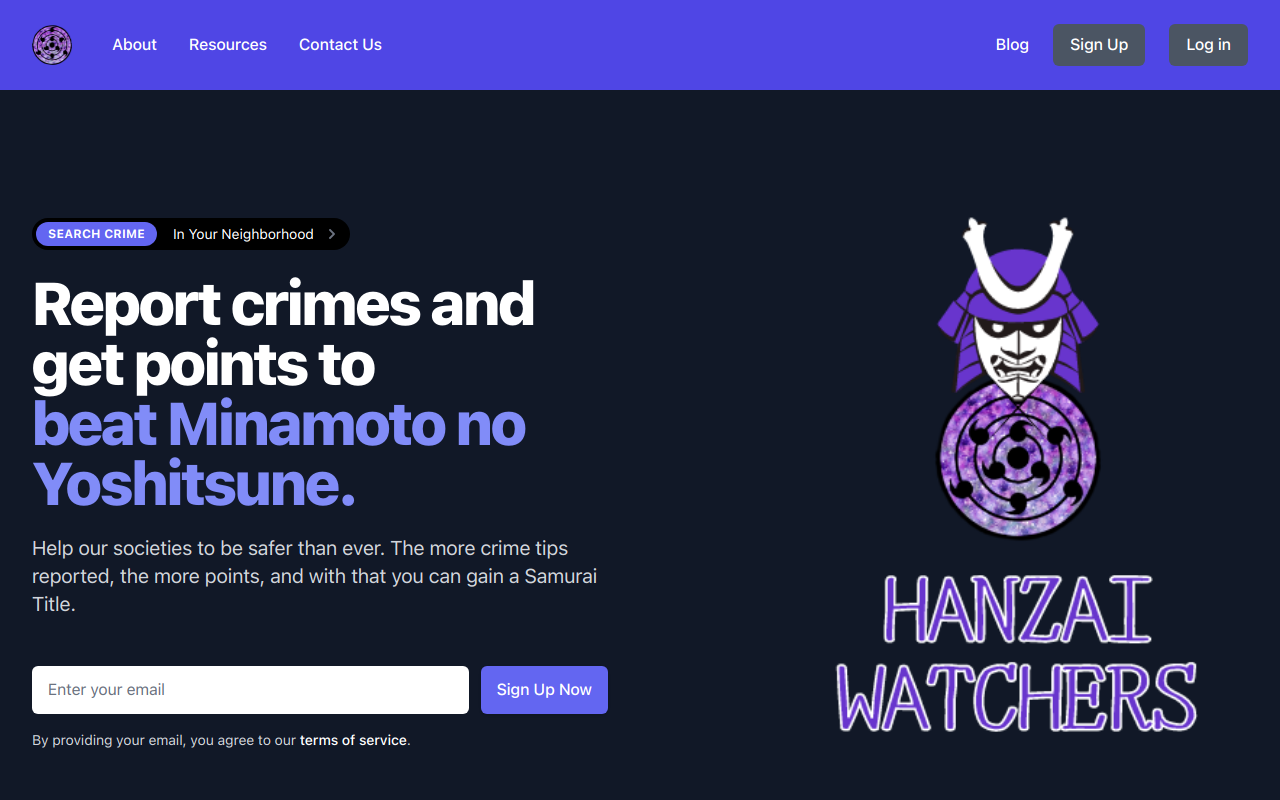 About Resources Contact Us Blog Sign Up Log in
SEARCH CRIME In Your Neighborhood
Report crimes and
get points to
beat Minamoto no
Yoshitsune.
Help our societies to be safer than ever. The more crime tips
reported, the more points, and with that you can gain a Samurai
Title.
Enter your email Sign Up Now
By providing your email, you agree to our terms of service.
HANZAI
WATCHERS